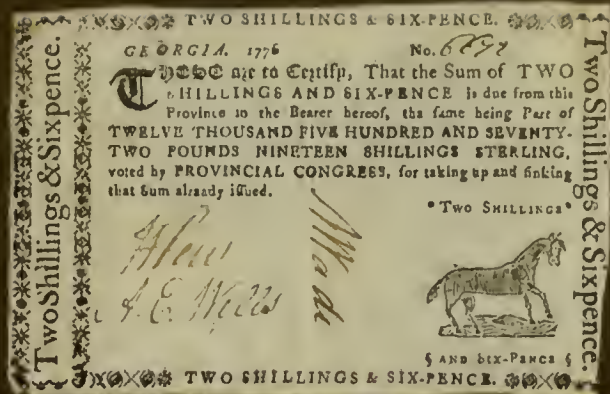 TWO SHILLINGS & SIX-PENCE.
Two Shillings & Sixpence.
GEORGIA. 1776 No.
THESE are to Certify, That the Sum of TWO
SHILLINGS AND SIX-PENCE is due from this
Province to the Bearer hereof, the same being Part of
TWELVE THOUSAND FIVE HUNDRED AND SEVENTY-
TWO POUNDS NINETEEN SHILLINGS STERLING,
voted by PROVINCIAL CONGRESS, for taking up and sinking
that Sum already issued.
Two Shillings
Wade
AND Six-Pence
TWO SHILLINGS & SIX-PENCE.
Two Shillings & Sixpence.